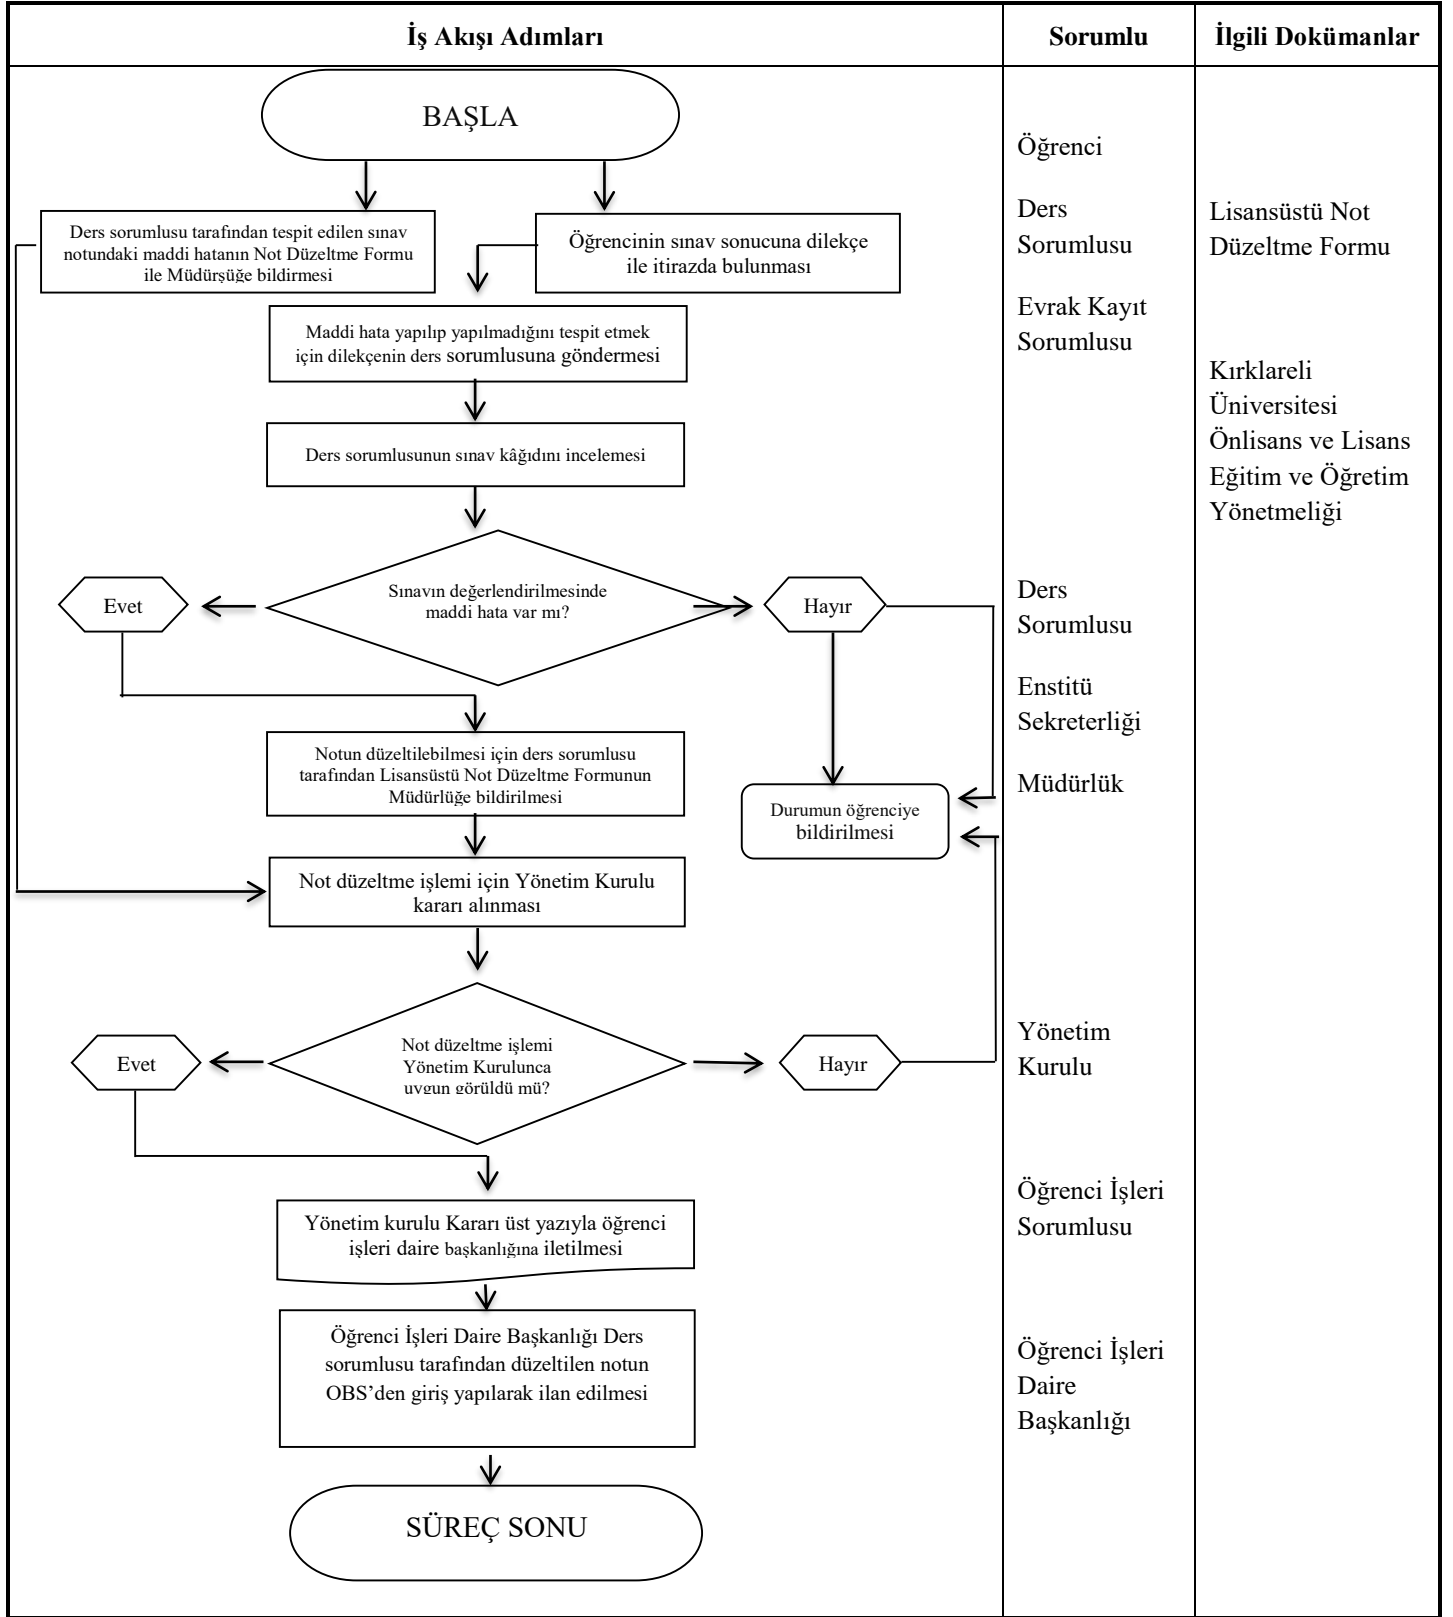 İş Akışı Adımları
Sorumlu
İlgili Dokümanlar
BAŞLA
Ders sorumlusu tarafından tespit edilen sınav
notundaki maddi hatanın Not Düzeltme Formu
ile Müdürşüğe bildirmesi
Öğrencinin sınav sonucuna dilekçe
ile itirazda bulunması
Maddi hata yapılıp yapılmadığını tespit etmek
için dilekçenin ders sorumlusuna göndermesi
Ders sorumlusunun sınav kâğıdını incelemesi
Sınavın değerlendirilmesinde
maddi hata var mı?
Evet
Hayır
Notun düzeltilebilmesi için ders sorumlusu
tarafından Lisansüstü Not Düzeltme Formunun
Müdürlüğe bildirilmesi
Durumun öğrenciye
bildirilmesi
Not düzeltme işlemi için Yönetim Kurulu
kararı alınması
Not düzeltme işlemi
Yönetim Kurulunca
uygun görüldü mü?
Evet
Hayır
Yönetim kurulu Kararı üst yazıyla öğrenci
işleri daire başkanlığına iletilmesi
Öğrenci İşleri Daire Başkanlığı Ders
sorumlusu tarafından düzeltilen notun
OBS’den giriş yapılarak ilan edilmesi
SÜREÇ SONU
Öğrenci
Ders
Sorumlusu
Evrak Kayıt
Sorumlusu
Ders
Sorumlusu
Enstitü
Sekreterliği
Müdürlük
Yönetim
Kurulu
Öğrenci İşleri
Sorumlusu
Öğrenci İşleri
Daire
Başkanlığı
Lisansüstü Not
Düzeltme Formu
Kırklareli
Üniversitesi
Önlisans ve Lisans
Eğitim ve Öğretim
Yönetmeliği